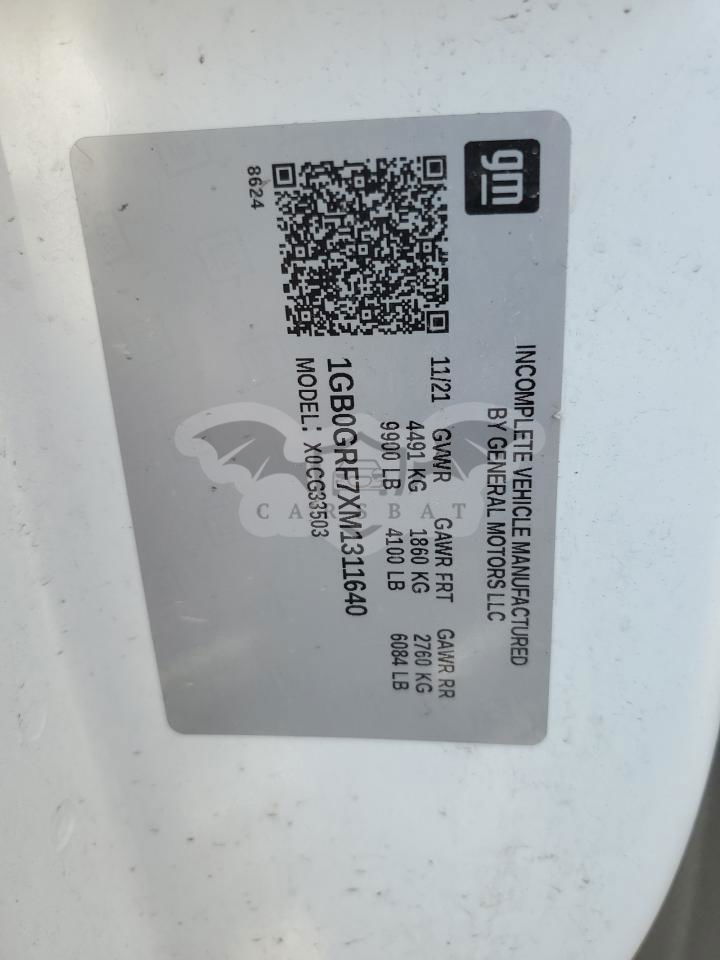 gm
INCOMPLETE VEHICLE MANUFACTURED
BY GENERAL MOTORS LLC
11/21 GVWR GAWR FRT GAWR RR
4491 KG 1860 KG 2760 KG
9900 LB 4100 LB 6084 LB
1GB0GRF7XM1311640
MODEL: X0CG33503
8624
CARSBAT